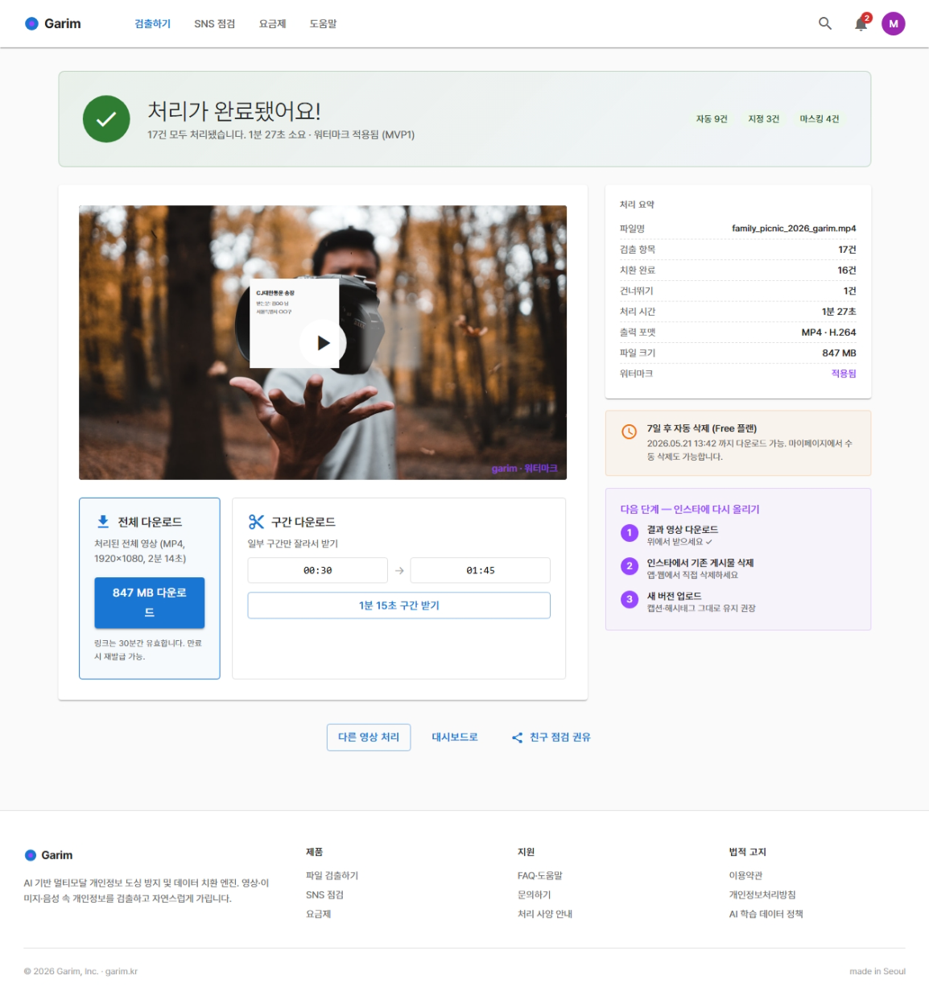 Garim
검출하기
SNS 점검
요금제
도움말
2
M
처리가 완료됐어요!
17건 모두 처리됐습니다. 1분 27초 소요 · 워터마크 적용됨 (MVP1)
자동 9건
지정 3건
마스킹 4건
CJ대한통운 송장
서울특별시 OO구
garim · 워터마크
전체 다운로드
처리된 전체 영상 (MP4,
1920×1080, 2분 14초)
847 MB 다운로
드
링크는 30분간 유효합니다. 만료
시 재발급 가능.
구간 다운로드
일부 구간만 잘라서 받기
00:30
→
01:45
1분 15초 구간 받기
처리 요약
파일명 family_picnic_2026_garim.mp4
검출 항목 17건
치환 완료 16건
건너뛰기 1건
처리 시간 1분 27초
출력 포맷 MP4 · H.264
파일 크기 847 MB
워터마크 적용됨
7일 후 자동 삭제 (Free 플랜)
2026.05.21 13:42 까지 다운로드 가능. 마이페이지에서 수
동 삭제도 가능합니다.
다음 단계 — 인스타에 다시 올리기
1 결과 영상 다운로드
위에서 받으세요 ✓
2 인스타에서 기존 게시물 삭제
앱·웹에서 직접 삭제하세요
3 새 버전 업로드
캡션·해시태그 그대로 유지 권장
다른 영상 처리
대시보드로
친구 점검 권유
Garim
AI 기반 멀티모달 개인정보 도싱 방지 및 데이터 치환 엔진. 영상·이
미지·음성 속 개인정보를 검출하고 자연스럽게 가립니다.
제품
파일 검출하기
SNS 점검
요금제
지원
FAQ·도움말
문의하기
처리 사양 안내
법적 고지
이용약관
개인정보처리방침
AI 학습 데이터 정책
© 2026 Garim, Inc. · garim.kr
made in Seoul